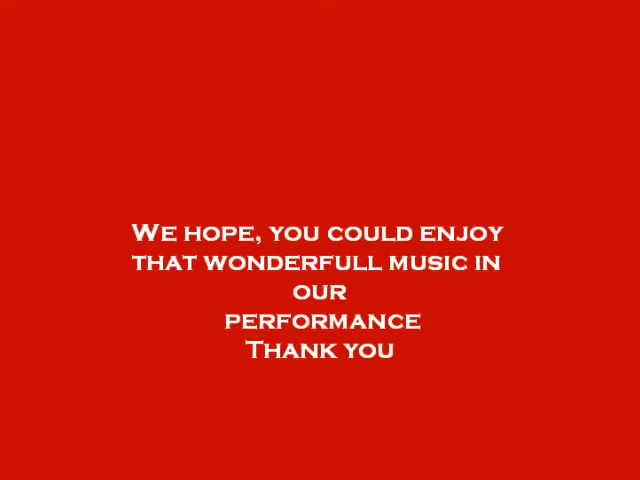 We hope, you could enjoy
that wonderfull music in
our
performance
Thank you